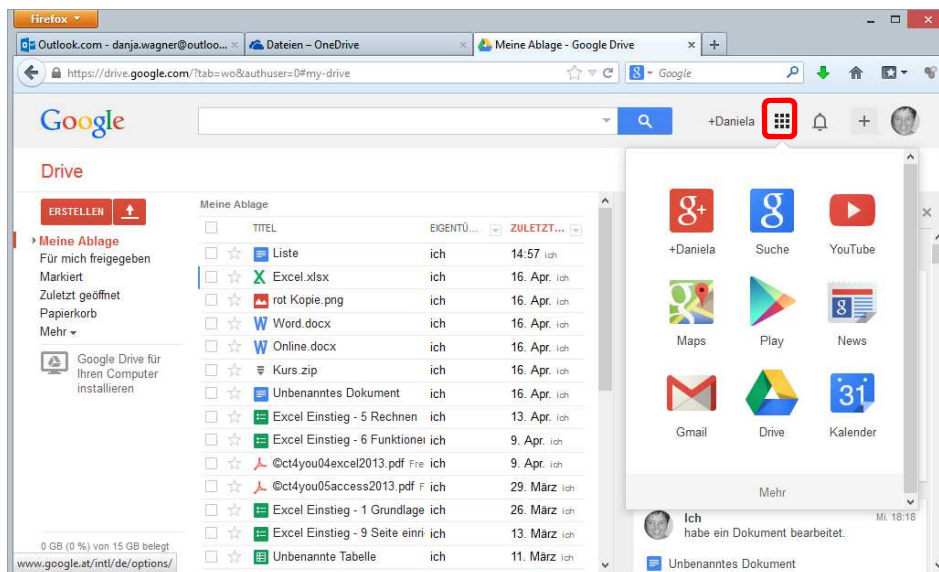 Firefox
Outlook.com - danja.wagner@outloo...
Dateien – OneDrive
Meine Ablage - Google Drive
https://drive.google.com/?tab=wo&authuser=0#my-drive
Google
Google
+Daniela
Drive
ERSTELLEN
Meine Ablage
Für mich freigegeben
Markiert
Zuletzt geöffnet
Papierkorb
Mehr
Google Drive für
Ihren Computer
installieren
0 GB (0 %) von 15 GB belegt
www.google.at/intl/de/options/
Meine Ablage
TITEL EIGENTÜ... ZULETZT...
Liste ich 14:57 ich
Excel.xlsx ich 16. Apr. ich
rot Kopie.png ich 16. Apr. ich
Word.docx ich 16. Apr. ich
Online.docx ich 16. Apr. ich
Kurs.zip ich 16. Apr. ich
Unbenanntes Dokument ich 16. Apr. ich
Excel Einstieg - 5 Rechnen ich 13. Apr. ich
Excel Einstieg - 6 Funktionen ich 9. Apr. ich
©ct4you04excel2013.pdf Fre ich 9. Apr. ich
©ct4you05access2013.pdf F ich 29. März ich
Excel Einstieg - 1 Grundlage ich 26. März ich
Excel Einstieg - 9 Seite einri ich 13. März ich
Unbenannte Tabelle ich 11. März ich
+Daniela Suche YouTube
Maps Play News
Gmail Drive 31 Kalender
Mehr
Ich Mi. 18:18
habe ein Dokument bearbeitet.
Unbenanntes Dokument